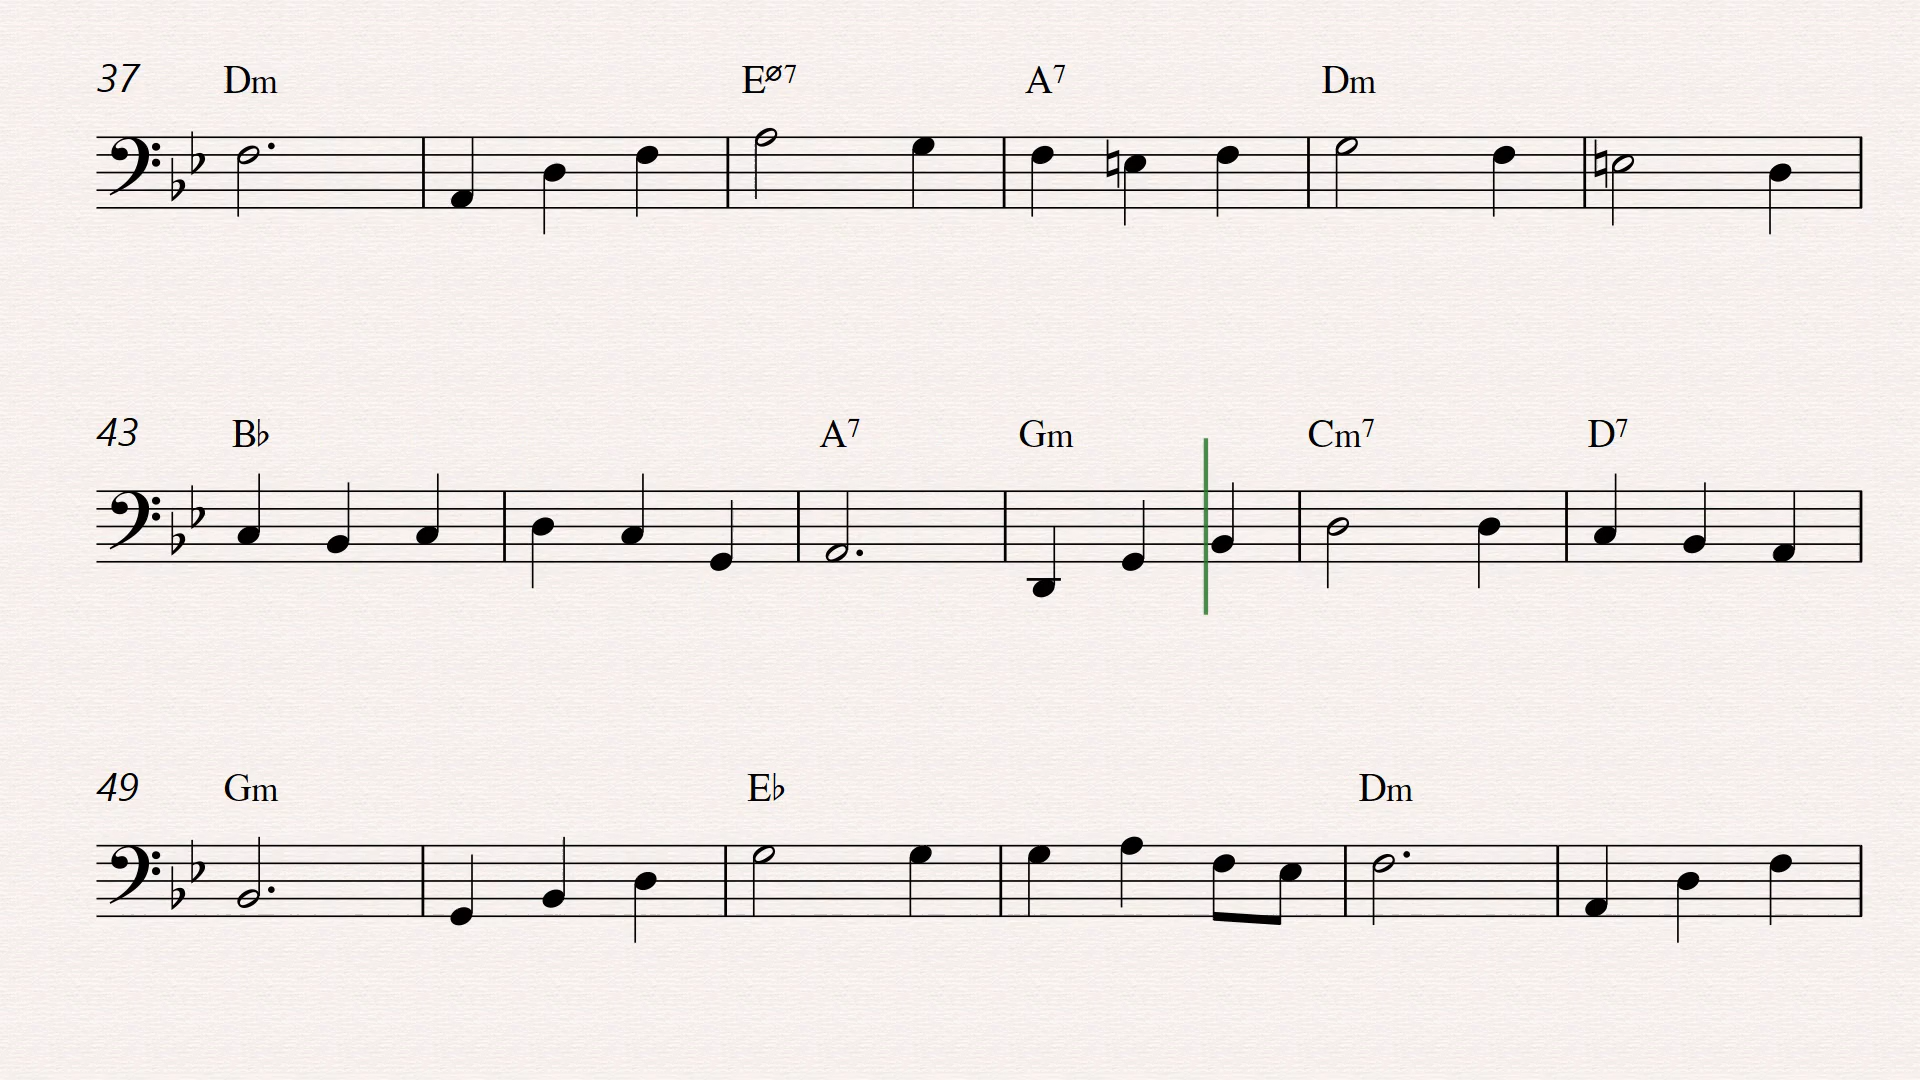 37 Dm Eø7 A7 Dm
43 B♭ A7 Gm Cm7 D7
49 Gm E♭ Dm